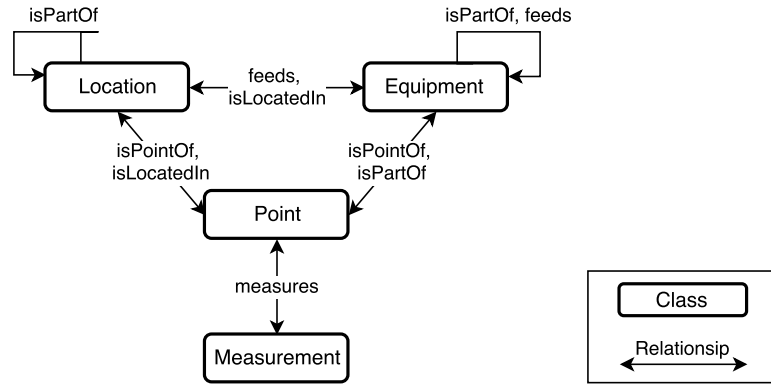 isPartOf
isPartOf, feeds
Location
feeds,
isLocatedIn
Equipment
isPointOf,
isLocatedIn
isPointOf,
isPartOf
Point
measures
Measurement
Class
Relationsip